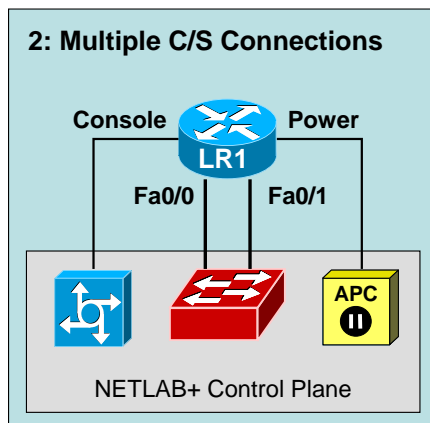 2: Multiple C/S Connections
Console
Power
LR1
Fa0/0
Fa0/1
APC
NETLAB+ Control Plane